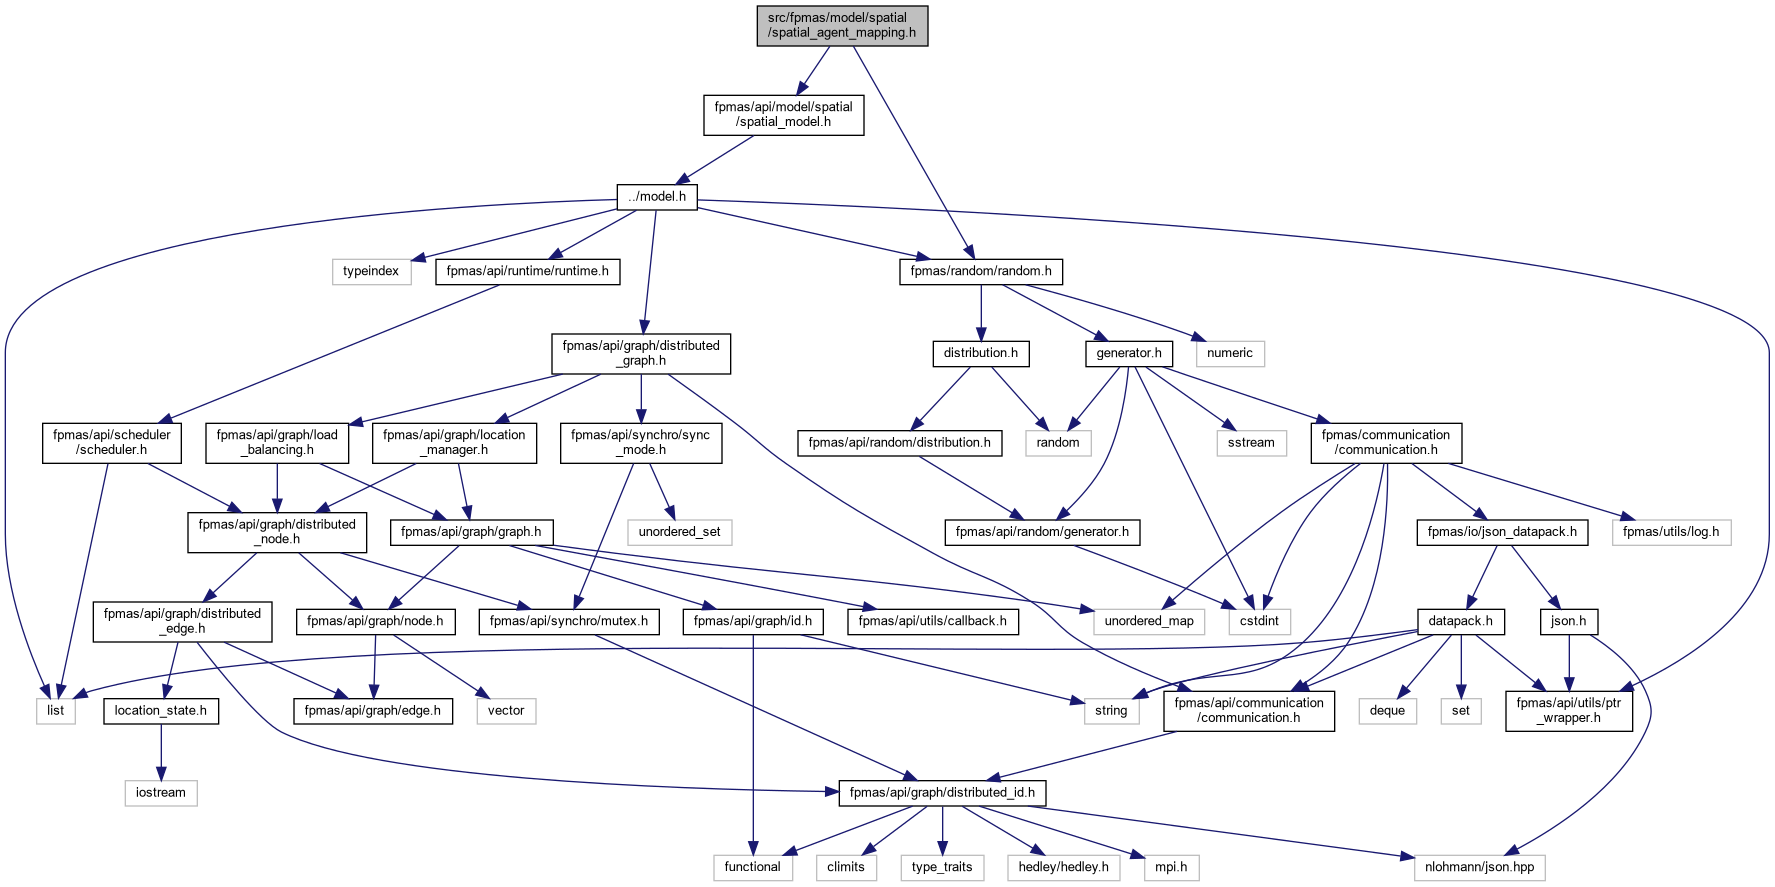 src/fpmas/model/spatial
/spatial_agent_mapping.h
fpmas/api/model/spatial
/spatial_model.h
../model.h
typeindex
fpmas/api/runtime/runtime.h
fpmas/random/random.h
fpmas/api/graph/distributed
_graph.h
distribution.h
generator.h
numeric
fpmas/api/scheduler
/scheduler.h
fpmas/api/graph/load
_balancing.h
fpmas/api/graph/location
_manager.h
fpmas/api/synchro/sync
_mode.h
fpmas/api/random/distribution.h
random
sstream
fpmas/communication
/communication.h
fpmas/api/graph/distributed
_node.h
fpmas/api/graph/graph.h
unordered_set
fpmas/api/random/generator.h
fpmas/io/json_datapack.h
fpmas/utils/log.h
fpmas/api/graph/distributed
_edge.h
fpmas/api/graph/node.h
fpmas/api/synchro/mutex.h
fpmas/api/graph/id.h
fpmas/api/utils/callback.h
unordered_map
cstdint
datapack.h
json.h
list
location_state.h
fpmas/api/graph/edge.h
vector
string
fpmas/api/communication
/communication.h
deque
set
fpmas/api/utils/ptr
_wrapper.h
iostream
fpmas/api/graph/distributed_id.h
functional
climits
type_traits
hedley/hedley.h
mpi.h
nlohmann/json.hpp